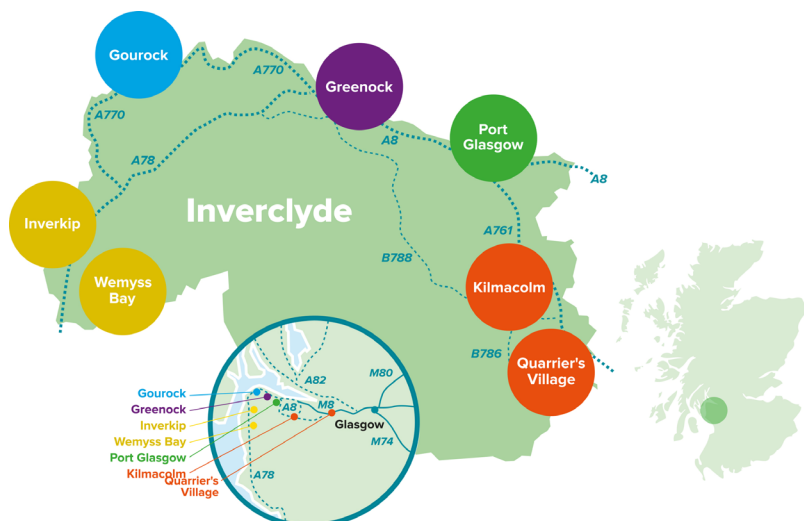 Gourock
A770
Greenock
A770
Port
Glasgow
A8
A78
A8
Inverkip
Inverclyde
A761
B788
Wemyss
Bay
Kilmacolm
B786
Quarrier's
Village
A82
M80
Gourock
Greenock
A8
M8
Inverkip
Glasgow
Wemyss Bay
M74
Port Glasgow
A78
Kilmacolm
Quarrier's
Village